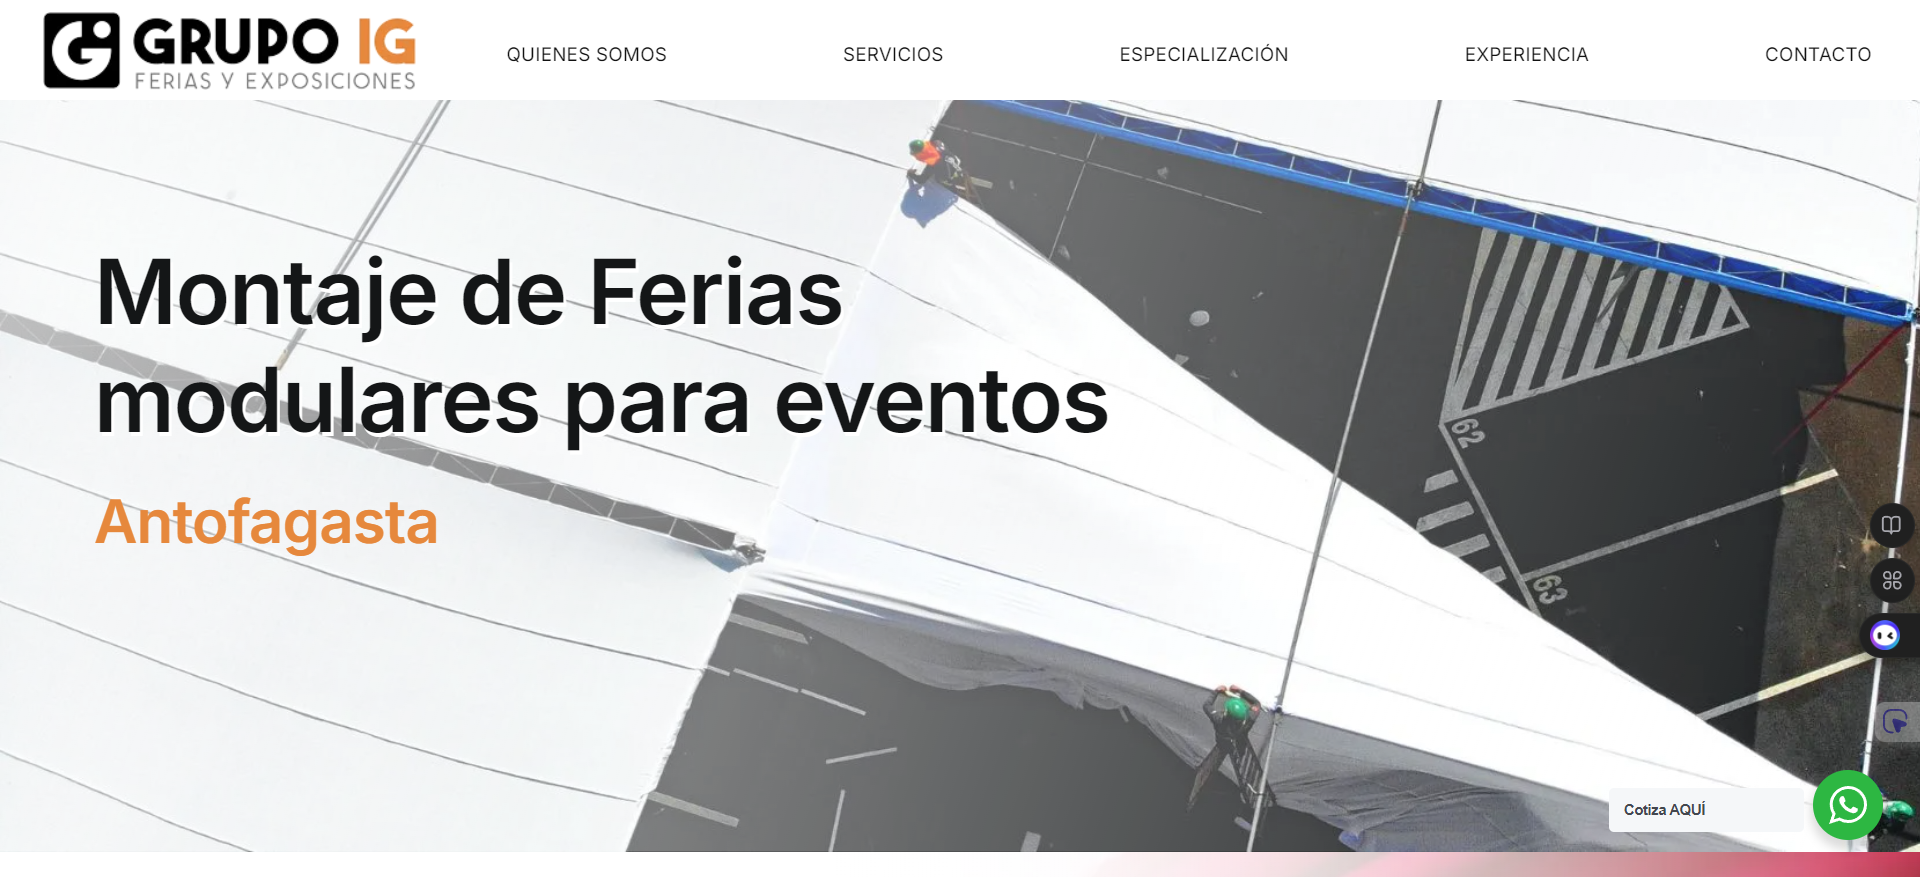 GRUPO IG
FERIAS Y EXPOSICIONES
QUIENES SOMOS
SERVICIOS
ESPECIALIZACIÓN
EXPERIENCIA
CONTACTO
Montaje de Ferias
modulares para eventos
Antofagasta
62
63
Cotiza AQUÍ